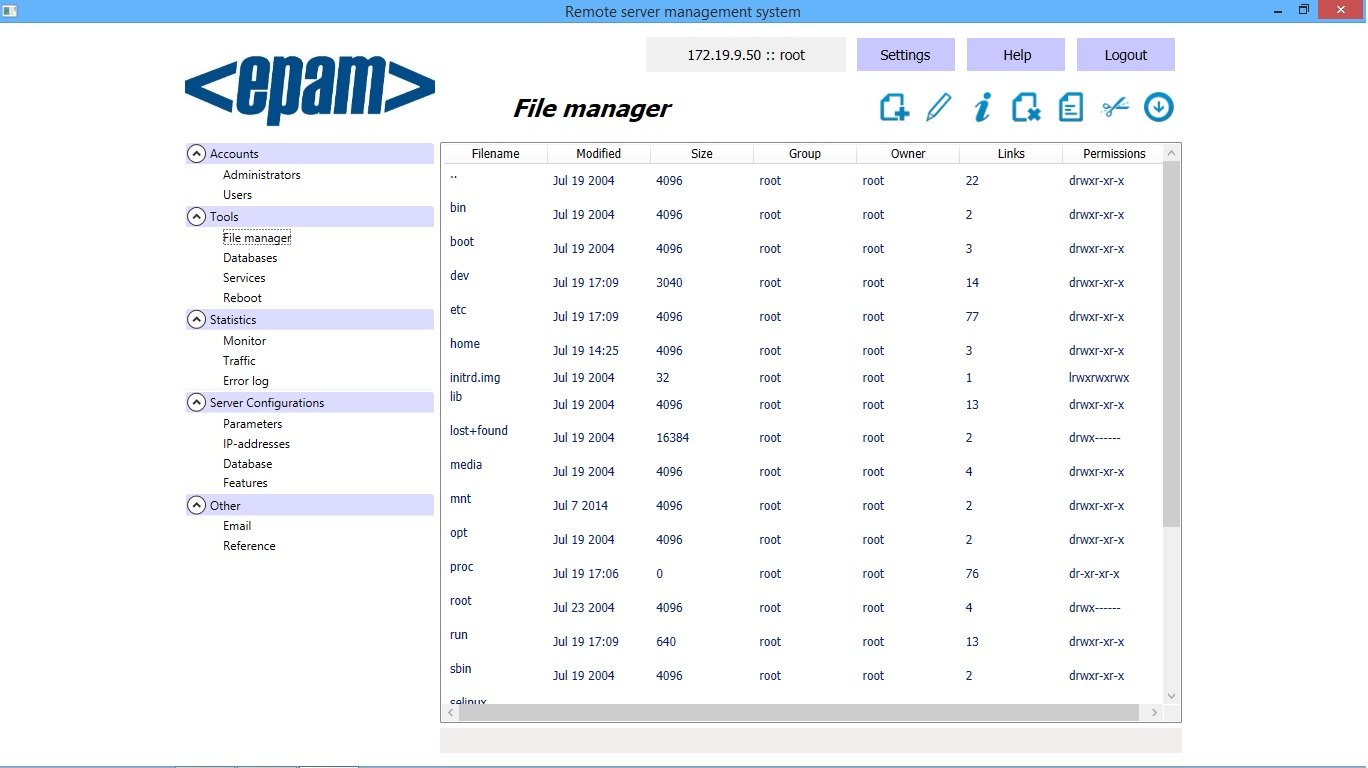 Remote server management system
172.19.9.50 :: root Settings Help Logout
<epam>
File manager
Accounts
Administrators
Users
Tools
File manager
Databases
Services
Reboot
Statistics
Monitor
Traffic
Error log
Server Configurations
Parameters
IP-addresses
Database
Features
Other
Email
Reference
Filename Modified Size Group Owner Links Permissions
.. Jul 19 2004 4096 root root 22 drwxr-xr-x
bin Jul 19 2004 4096 root root 2 drwxr-xr-x
boot Jul 19 2004 4096 root root 3 drwxr-xr-x
dev Jul 19 17:09 3040 root root 14 drwxr-xr-x
etc Jul 19 17:09 4096 root root 77 drwxr-xr-x
home Jul 19 14:25 4096 root root 3 drwxr-xr-x
initrd.img Jul 19 2004 32 root root 1 lrwxrwxrwx
lib Jul 19 2004 4096 root root 13 drwxr-xr-x
lost+found Jul 19 2004 16384 root root 2 drwx------
media Jul 19 2004 4096 root root 4 drwxr-xr-x
mnt Jul 7 2014 4096 root root 2 drwxr-xr-x
opt Jul 19 2004 4096 root root 2 drwxr-xr-x
proc Jul 19 17:06 0 root root 76 dr-xr-xr-x
root Jul 23 2004 4096 root root 4 drwx------
run Jul 19 17:09 640 root root 13 drwxr-xr-x
sbin Jul 19 2004 4096 root root 2 drwxr-xr-x
selinux